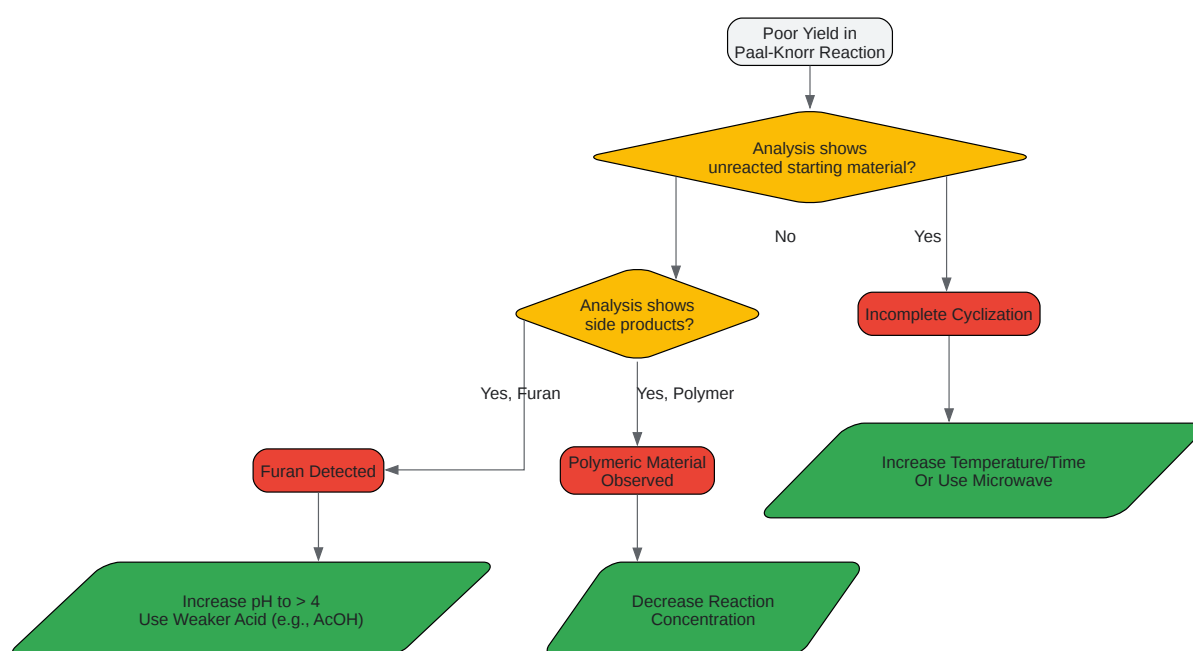 Poor Yield in
Paal-Knorr Reaction
Analysis shows
unreacted starting material?
No
Yes
Analysis shows
side products?
Incomplete Cyclization
Yes, Furan
Yes, Polymer
Furan Detected
Polymeric Material
Observed
Increase Temperature/Time
Or Use Microwave
Increase pH to > 4
Use Weaker Acid (e.g., AcOH)
Decrease Reaction
Concentration